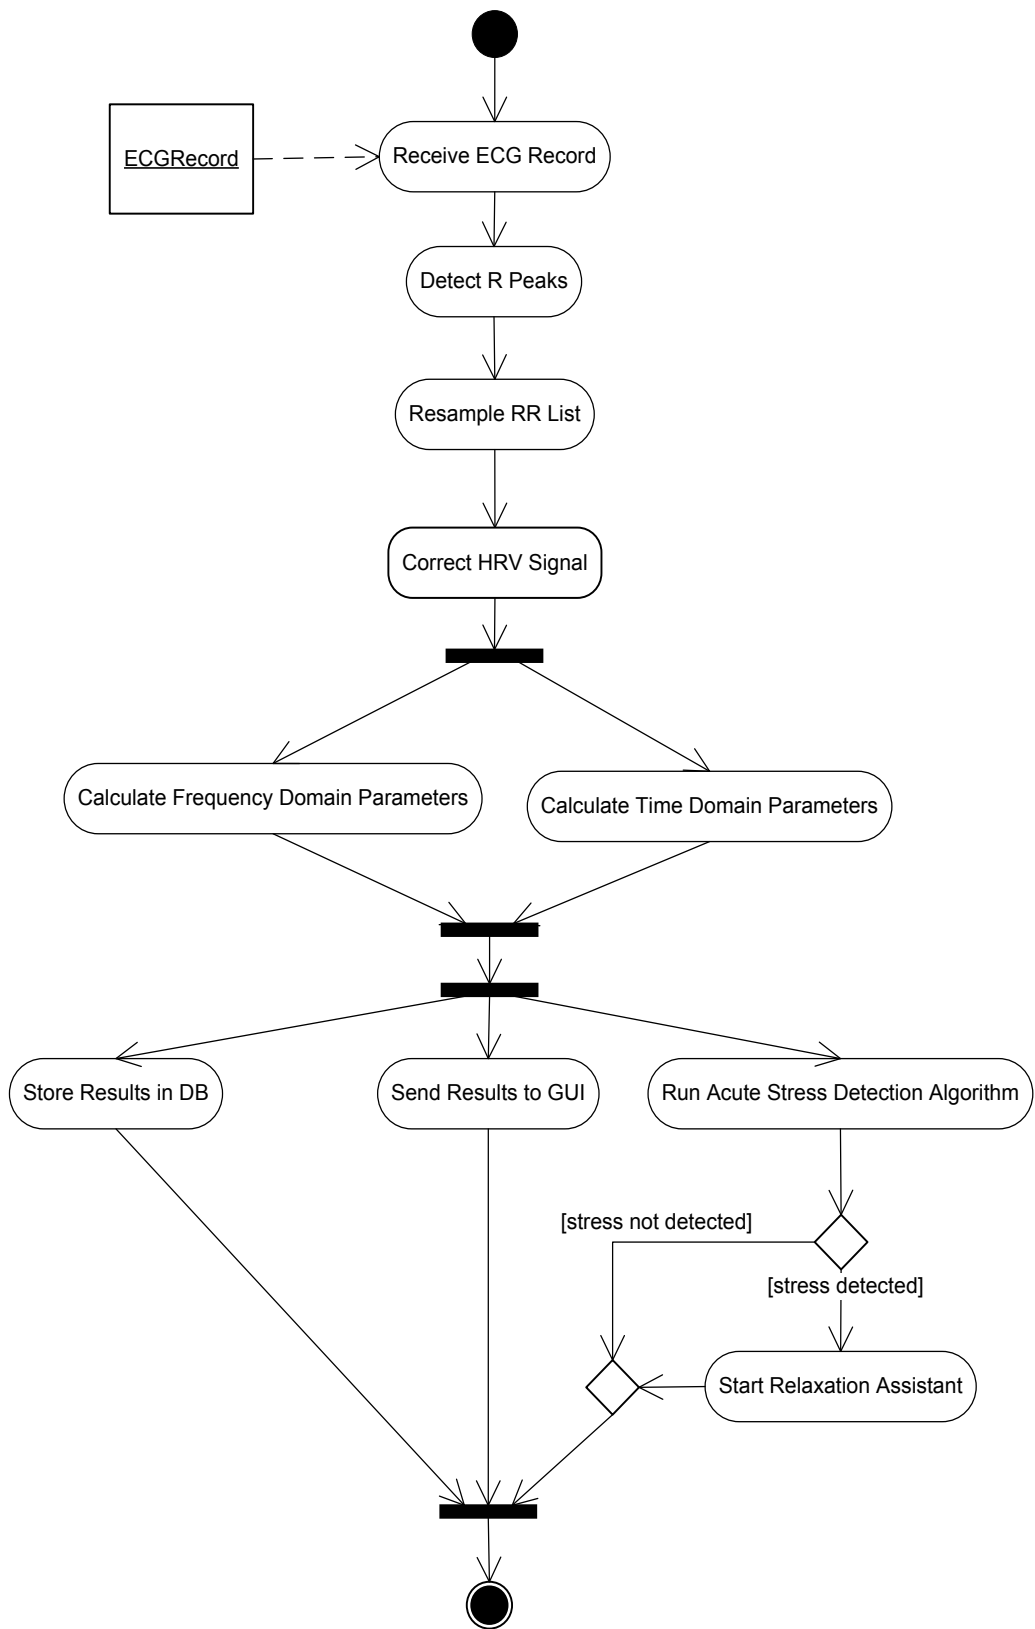 ECGRecord
Receive ECG Record
Detect R Peaks
Resample RR List
Correct HRV Signal
Calculate Frequency Domain Parameters
Calculate Time Domain Parameters
Store Results in DB
Send Results to GUI
Run Acute Stress Detection Algorithm
[stress not detected]
[stress detected]
Start Relaxation Assistant